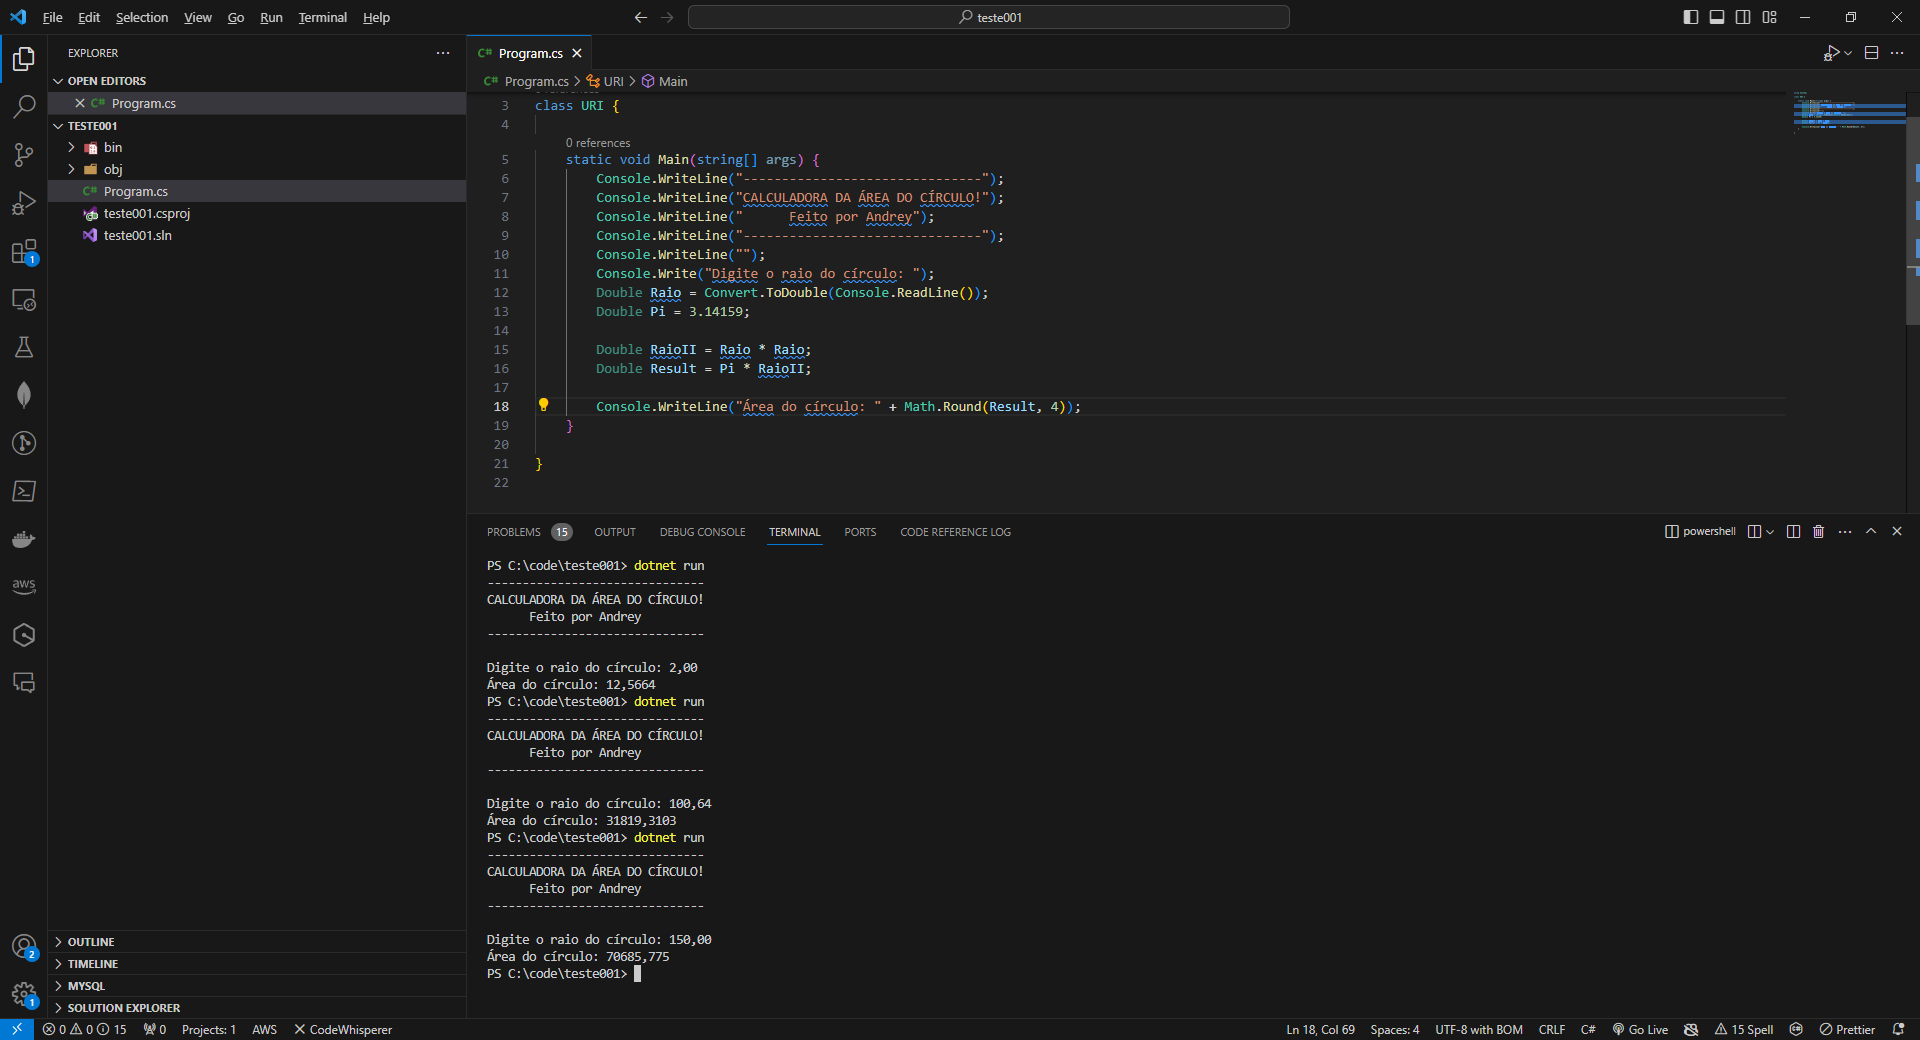 File Edit Selection View Go Run Terminal Help
teste001
EXPLORER
OPEN EDITORS
C# Program.cs
TESTE001
bin
obj
C# Program.cs
teste001.csproj
teste001.sln
OUTLINE
TIMELINE
MYSQL
SOLUTION EXPLORER
1
aws
2
1
C# Program.cs
C# Program.cs > URI > Main
3 class URI {
4
0 references
5 static void Main(string[] args) {
6 Console.WriteLine("-------------------------------");
7 Console.WriteLine("CALCULADORA DA ÁREA DO CÍRCULO!");
8 Console.WriteLine("      Feito por Andrey");
9 Console.WriteLine("-------------------------------");
10 Console.WriteLine("");
11 Console.Write("Digite o raio do círculo: ");
12 Double Raio = Convert.ToDouble(Console.ReadLine());
13 Double Pi = 3.14159;
14
15 Double RaioII = Raio * Raio;
16 Double Result = Pi * RaioII;
17
18 Console.WriteLine("Área do círculo: " + Math.Round(Result, 4));
19 }
20
21 }
22
PROBLEMS 15 OUTPUT DEBUG CONSOLE TERMINAL PORTS CODE REFERENCE LOG
powershell
PS C:\code\teste001> dotnet run
-------------------------------
CALCULADORA DA ÁREA DO CÍRCULO!
Feito por Andrey
-------------------------------
Digite o raio do círculo: 2,00
Área do círculo: 12,5664
PS C:\code\teste001> dotnet run
-------------------------------
CALCULADORA DA ÁREA DO CÍRCULO!
Feito por Andrey
-------------------------------
Digite o raio do círculo: 100,64
Área do círculo: 31819,3103
PS C:\code\teste001> dotnet run
-------------------------------
CALCULADORA DA ÁREA DO CÍRCULO!
Feito por Andrey
-------------------------------
Digite o raio do círculo: 150,00
Área do círculo: 70685,775
PS C:\code\teste001>
0 0 15 0 Projects: 1 AWS CodeWhisperer Ln 18, Col 69 Spaces: 4 UTF-8 with BOM CRLF C# Go Live 15 Spell Prettier